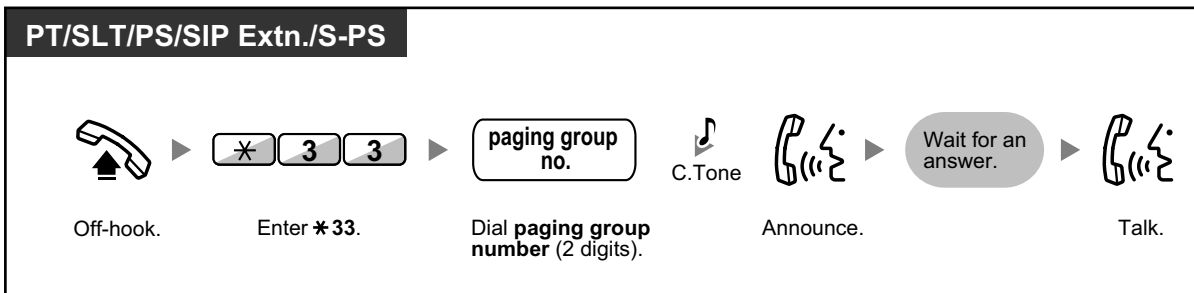 PT/SLT/PS/SIP Extn./S-PS
✳ 3 3
paging group
no.
C.Tone
Wait for an
answer.
Off-hook.
Enter ✳33.
Dial paging group
number (2 digits).
Announce.
Talk.